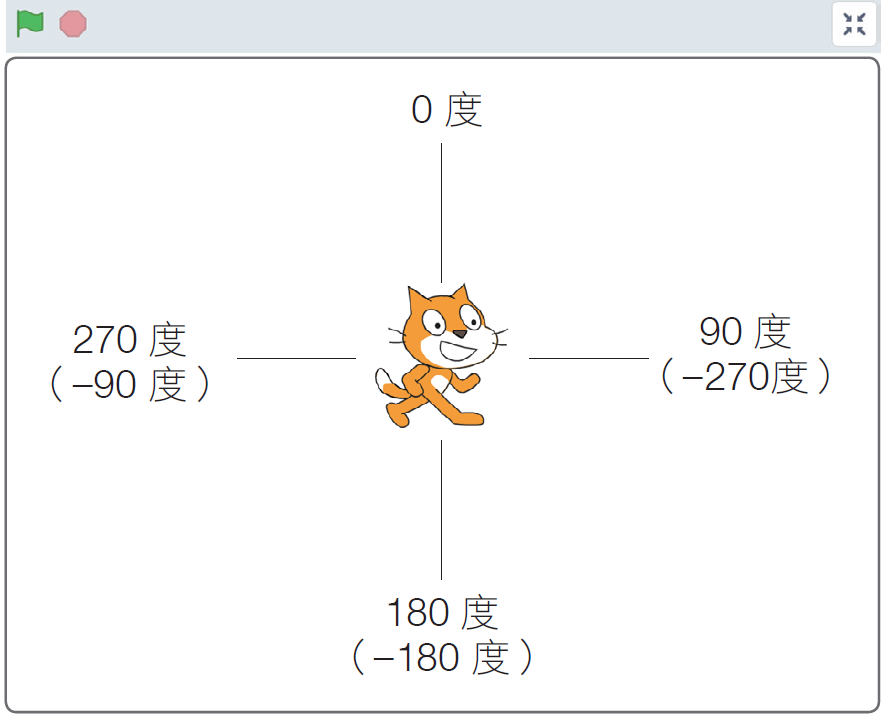 0 度
270 度
（–90 度）
90 度
（–270度）
180 度
（–180 度）